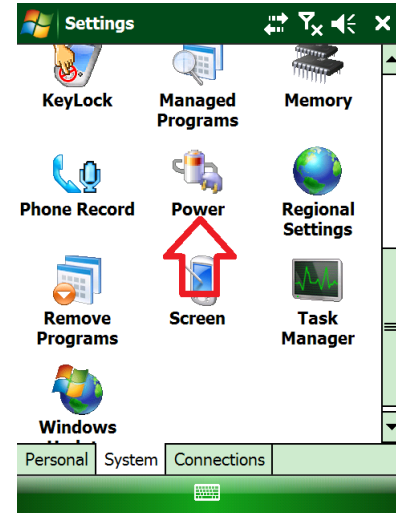 Settings
KeyLock
Managed
Programs
Memory
Phone Record
Power
Regional
Settings
Remove
Programs
Screen
Task
Manager
Windows
Personal
System
Connections